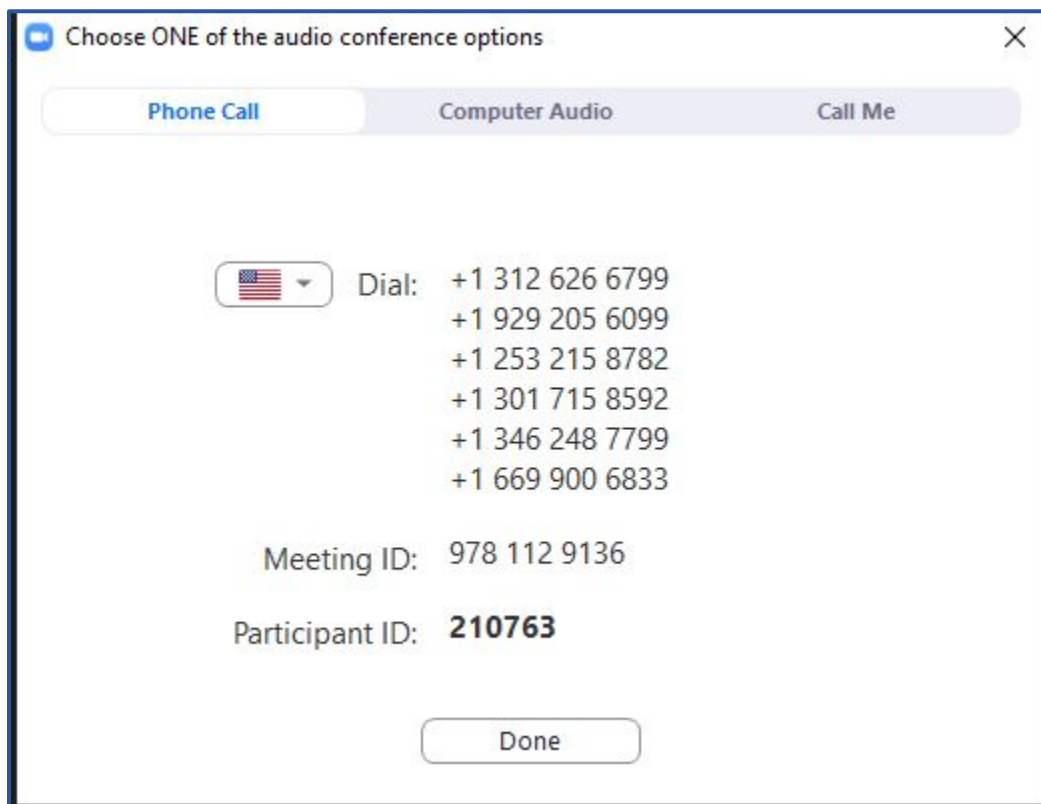 Choose ONE of the audio conference options
Phone Call Computer Audio Call Me
Dial: +1 312 626 6799
+1 929 205 6099
+1 253 215 8782
+1 301 715 8592
+1 346 248 7799
+1 669 900 6833
Meeting ID: 978 112 9136
Participant ID: 210763
Done